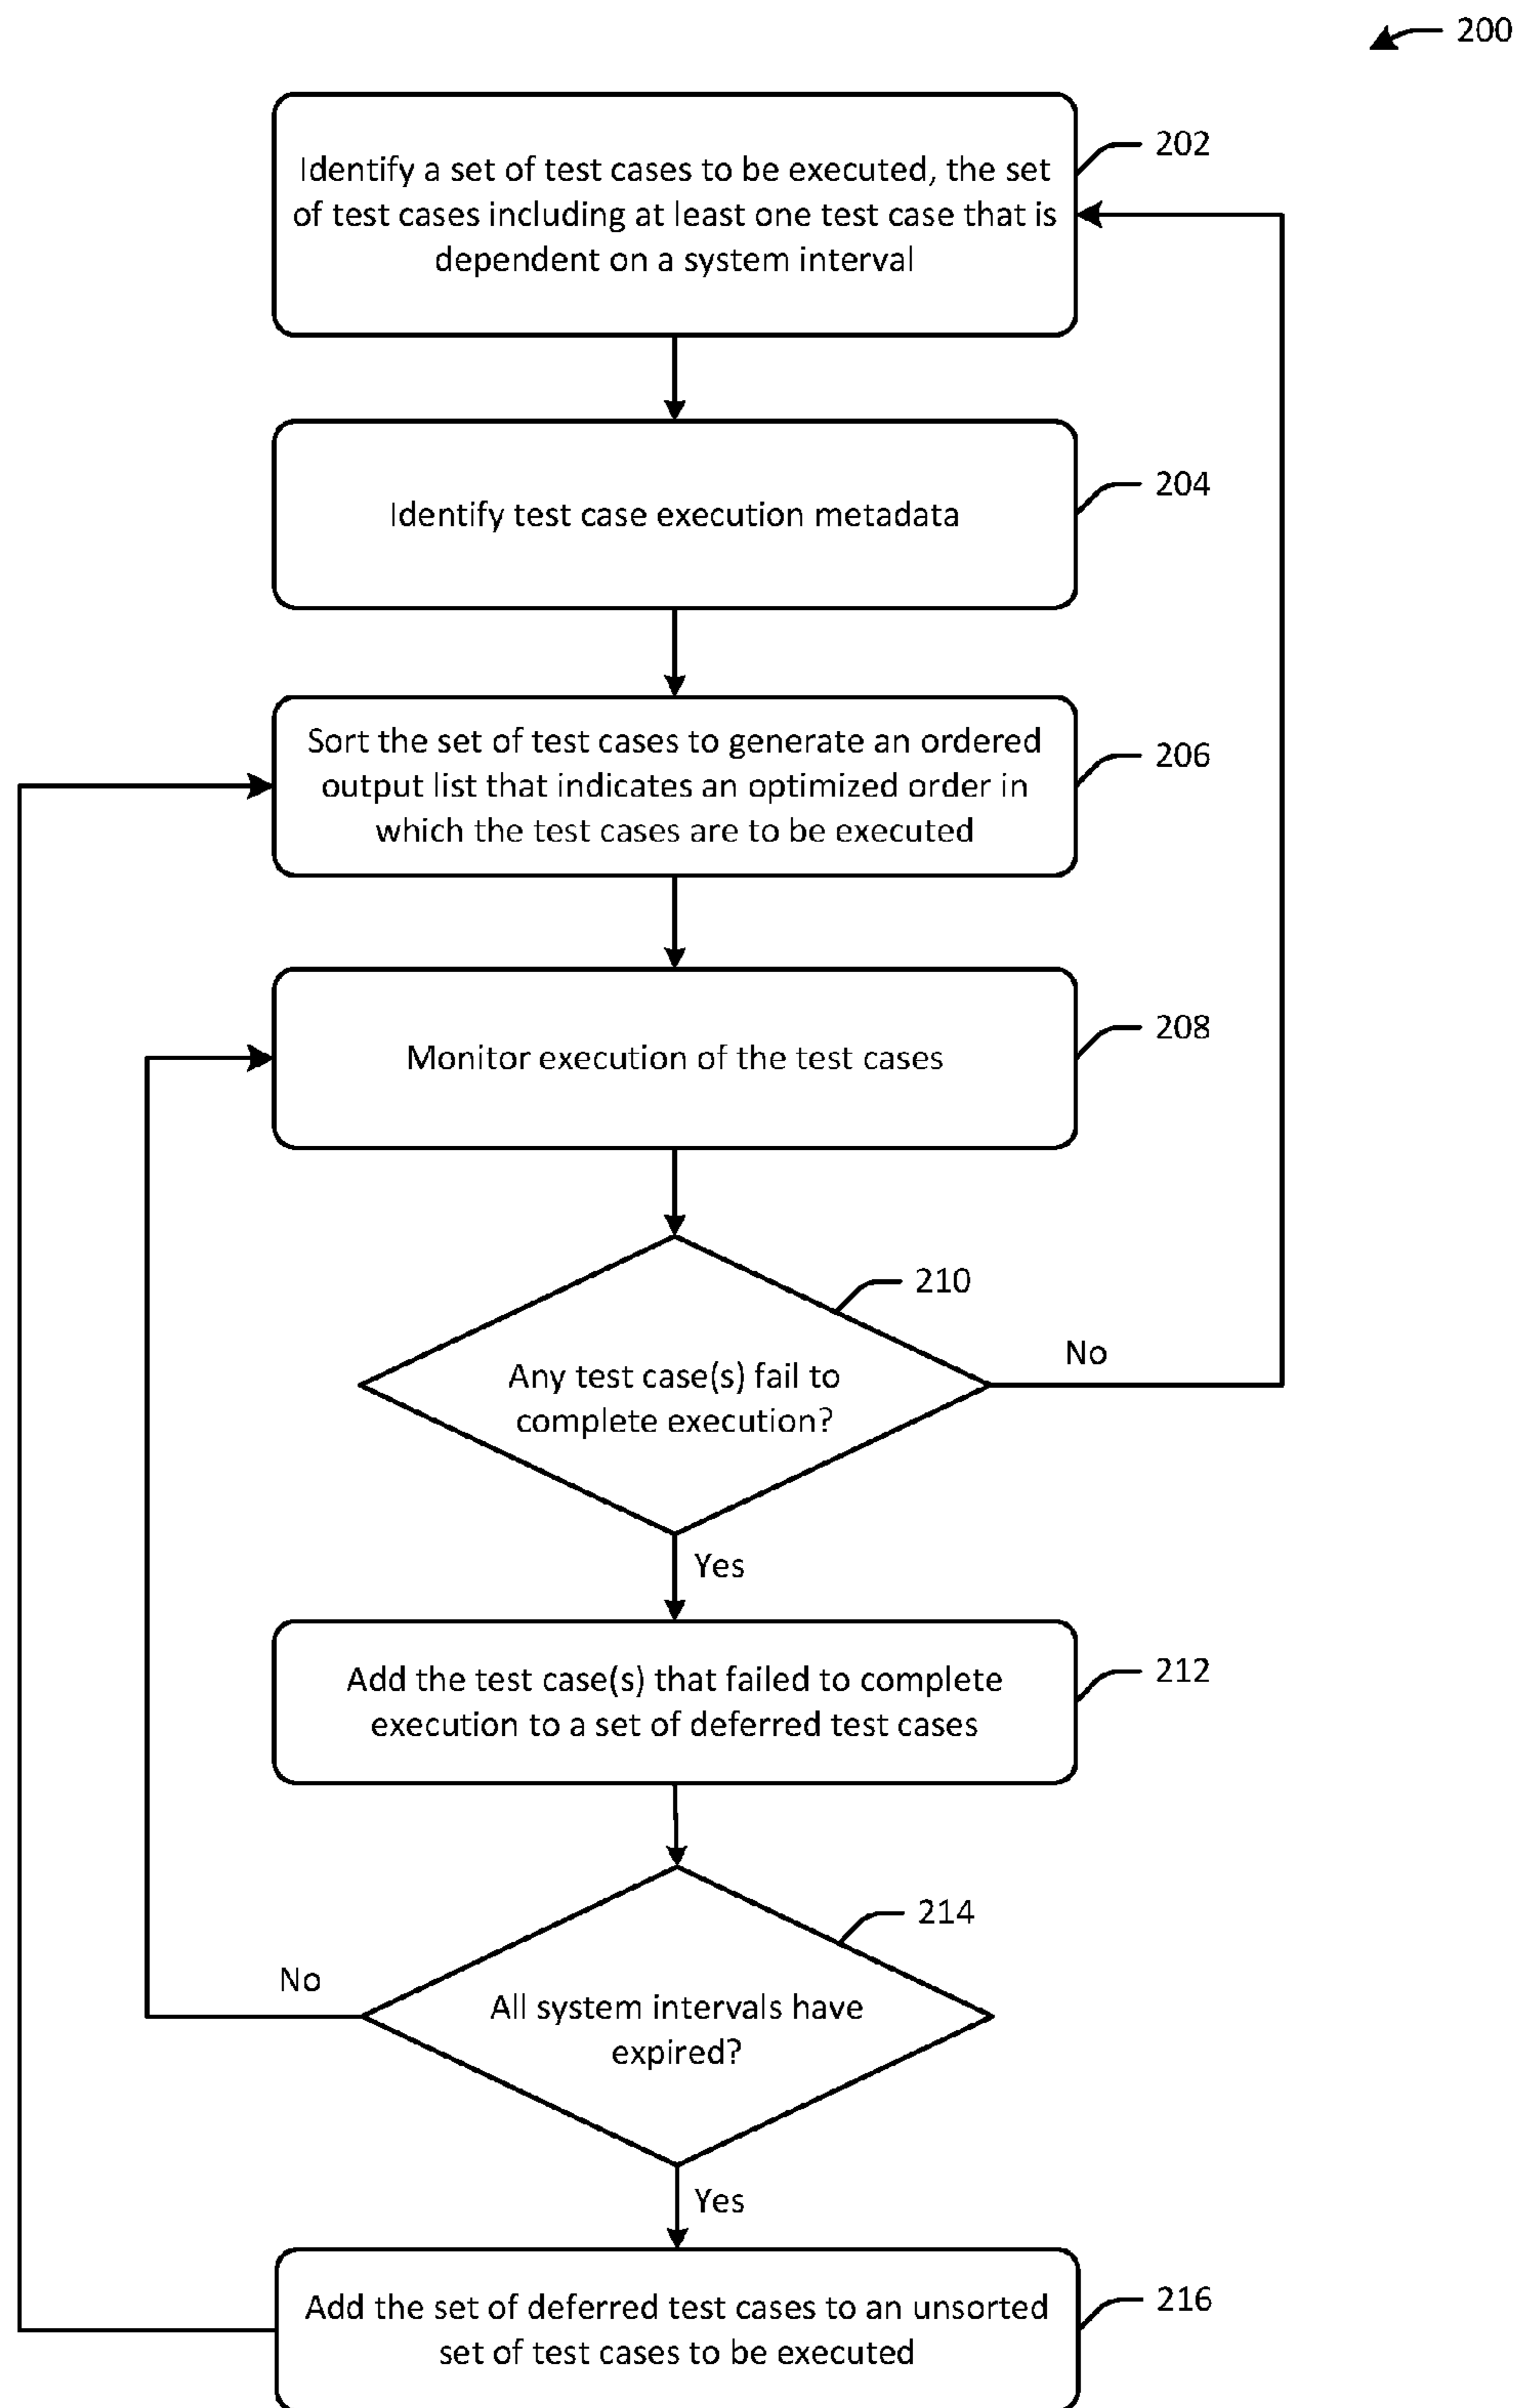 200
202
Identify a set of test cases to be executed, the set
of test cases including at least one test case that is
dependent on a system interval
204
Identify test case execution metadata
206
Sort the set of test cases to generate an ordered
output list that indicates an optimized order in
which the test cases are to be executed
208
Monitor execution of the test cases
210
No
Any test case(s) fail to
complete execution?
Yes
212
Add the test case(s) that failed to complete
execution to a set of deferred test cases
214
No
All system intervals have
expired?
Yes
216
Add the set of deferred test cases to an unsorted
set of test cases to be executed